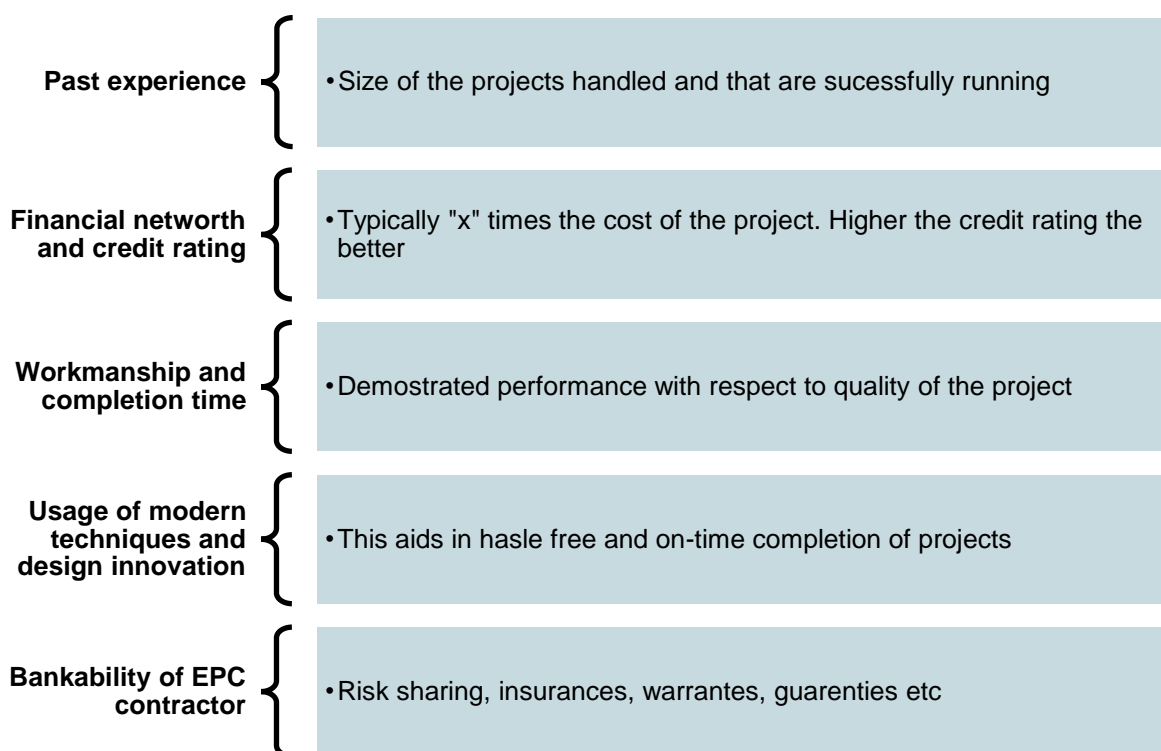 Past experience
•Size of the projects handled and that are sucessfully running
Financial networth
and credit rating
•Typically "x" times the cost of the project. Higher the credit rating the
better
Workmanship and
completion time
•Demostrated performance with respect to quality of the project
Usage of modern
techniques and
design innovation
•This aids in hasle free and on-time completion of projects
Bankability of EPC
contractor
•Risk sharing, insurances, warrantes, guarenties etc